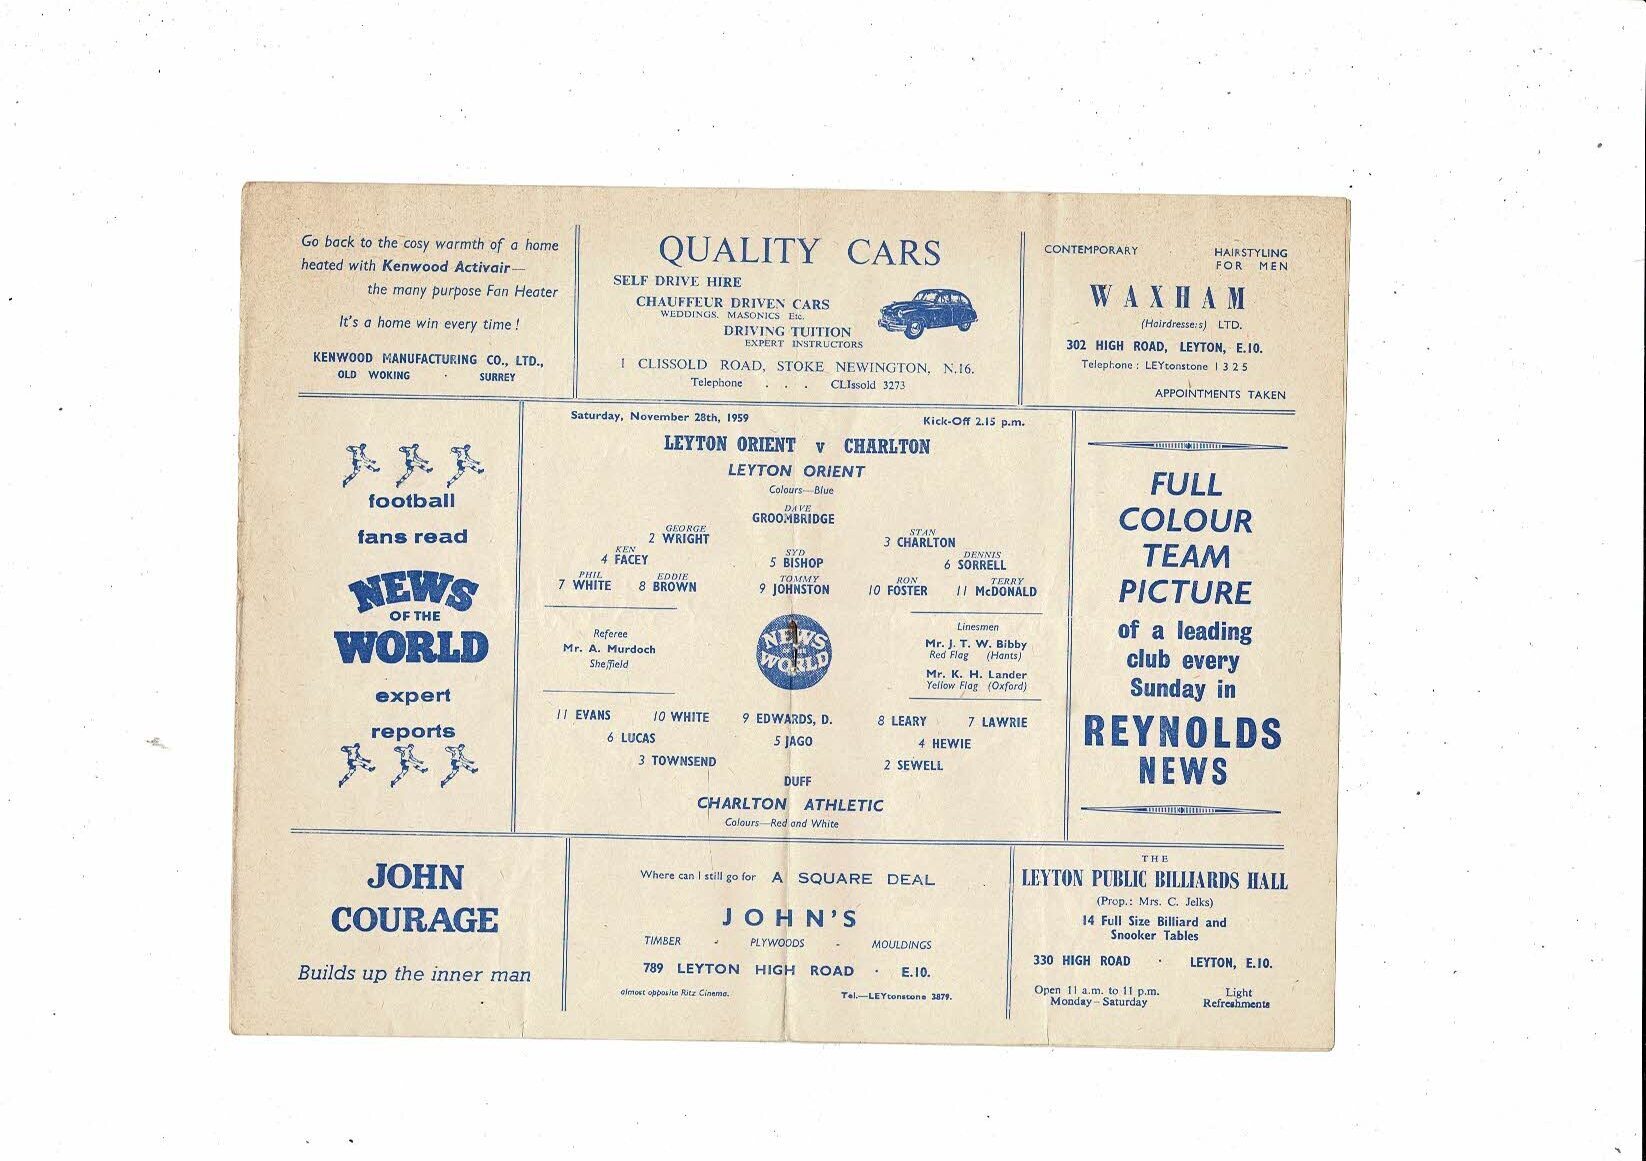 Go back to the cosy warmth of a home
heated with Kenwood Activair—
the many purpose Fan Heater
It's a home win every time !
KENWOOD MANUFACTURING CO., LTD.,
OLD WOKING · SURREY
QUALITY CARS
SELF DRIVE HIRE
CHAUFFEUR DRIVEN CARS
WEDDINGS. MASONICS Etc.
DRIVING TUITION
EXPERT INSTRUCTORS
1 CLISSOLD ROAD, STOKE NEWINGTON, N.16.
Telephone . . . CLIssold 3273
CONTEMPORARY HAIRSTYLING
FOR MEN
WAXHAM
(Hairdressers) LTD.
302 HIGH ROAD, LEYTON, E.10.
Telephone : LEYtonstone 1 3 2 5
APPOINTMENTS TAKEN
football
fans read
NEWS
OF THE
WORLD
expert
reports
Saturday, November 28th, 1959 Kick-Off 2.15 p.m.
LEYTON ORIENT v CHARLTON
LEYTON ORIENT
Colours—Blue
DAVE
GROOMBRIDGE
GEORGE STAN
2 WRIGHT 3 CHARLTON
KEN SYD DENNIS
4 FACEY 5 BISHOP 6 SORRELL
PHIL EDDIE TOMMY RON TERRY
7 WHITE 8 BROWN 9 JOHNSTON 10 FOSTER 11 McDONALD
Referee
Mr. A. Murdoch
Sheffield
NEWS
OF THE
WORLD
Linesmen
Mr. J. T. W. Bibby
Red Flag (Hants)
Mr. K. H. Lander
Yellow Flag (Oxford)
11 EVANS 10 WHITE 9 EDWARDS, D. 8 LEARY 7 LAWRIE
6 LUCAS 5 JAGO 4 HEWIE
3 TOWNSEND 2 SEWELL
DUFF
CHARLTON ATHLETIC
Colours—Red and White
FULL
COLOUR
TEAM
PICTURE
of a leading
club every
Sunday in
REYNOLDS
NEWS
JOHN
COURAGE
Builds up the inner man
Where can I still go for A SQUARE DEAL
JOHN'S
TIMBER - PLYWOODS - MOULDINGS
789 LEYTON HIGH ROAD · E.10.
almost opposite Ritz Cinema. Tel.—LEYtonstone 3879.
THE
LEYTON PUBLIC BILLIARDS HALL
(Prop.: Mrs. C. Jelks)
14 Full Size Billiard and
Snooker Tables
330 HIGH ROAD · LEYTON, E.10.
Open 11 a.m. to 11 p.m. Light
Monday–Saturday Refreshments